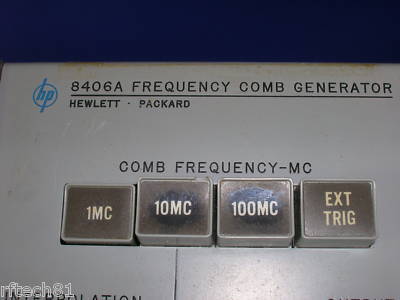 hp 8406A FREQUENCY COMB GENERATOR
HEWLETT · PACKARD
COMB FREQUENCY-MC
1MC 10MC 100MC EXT TRIG
rftech81